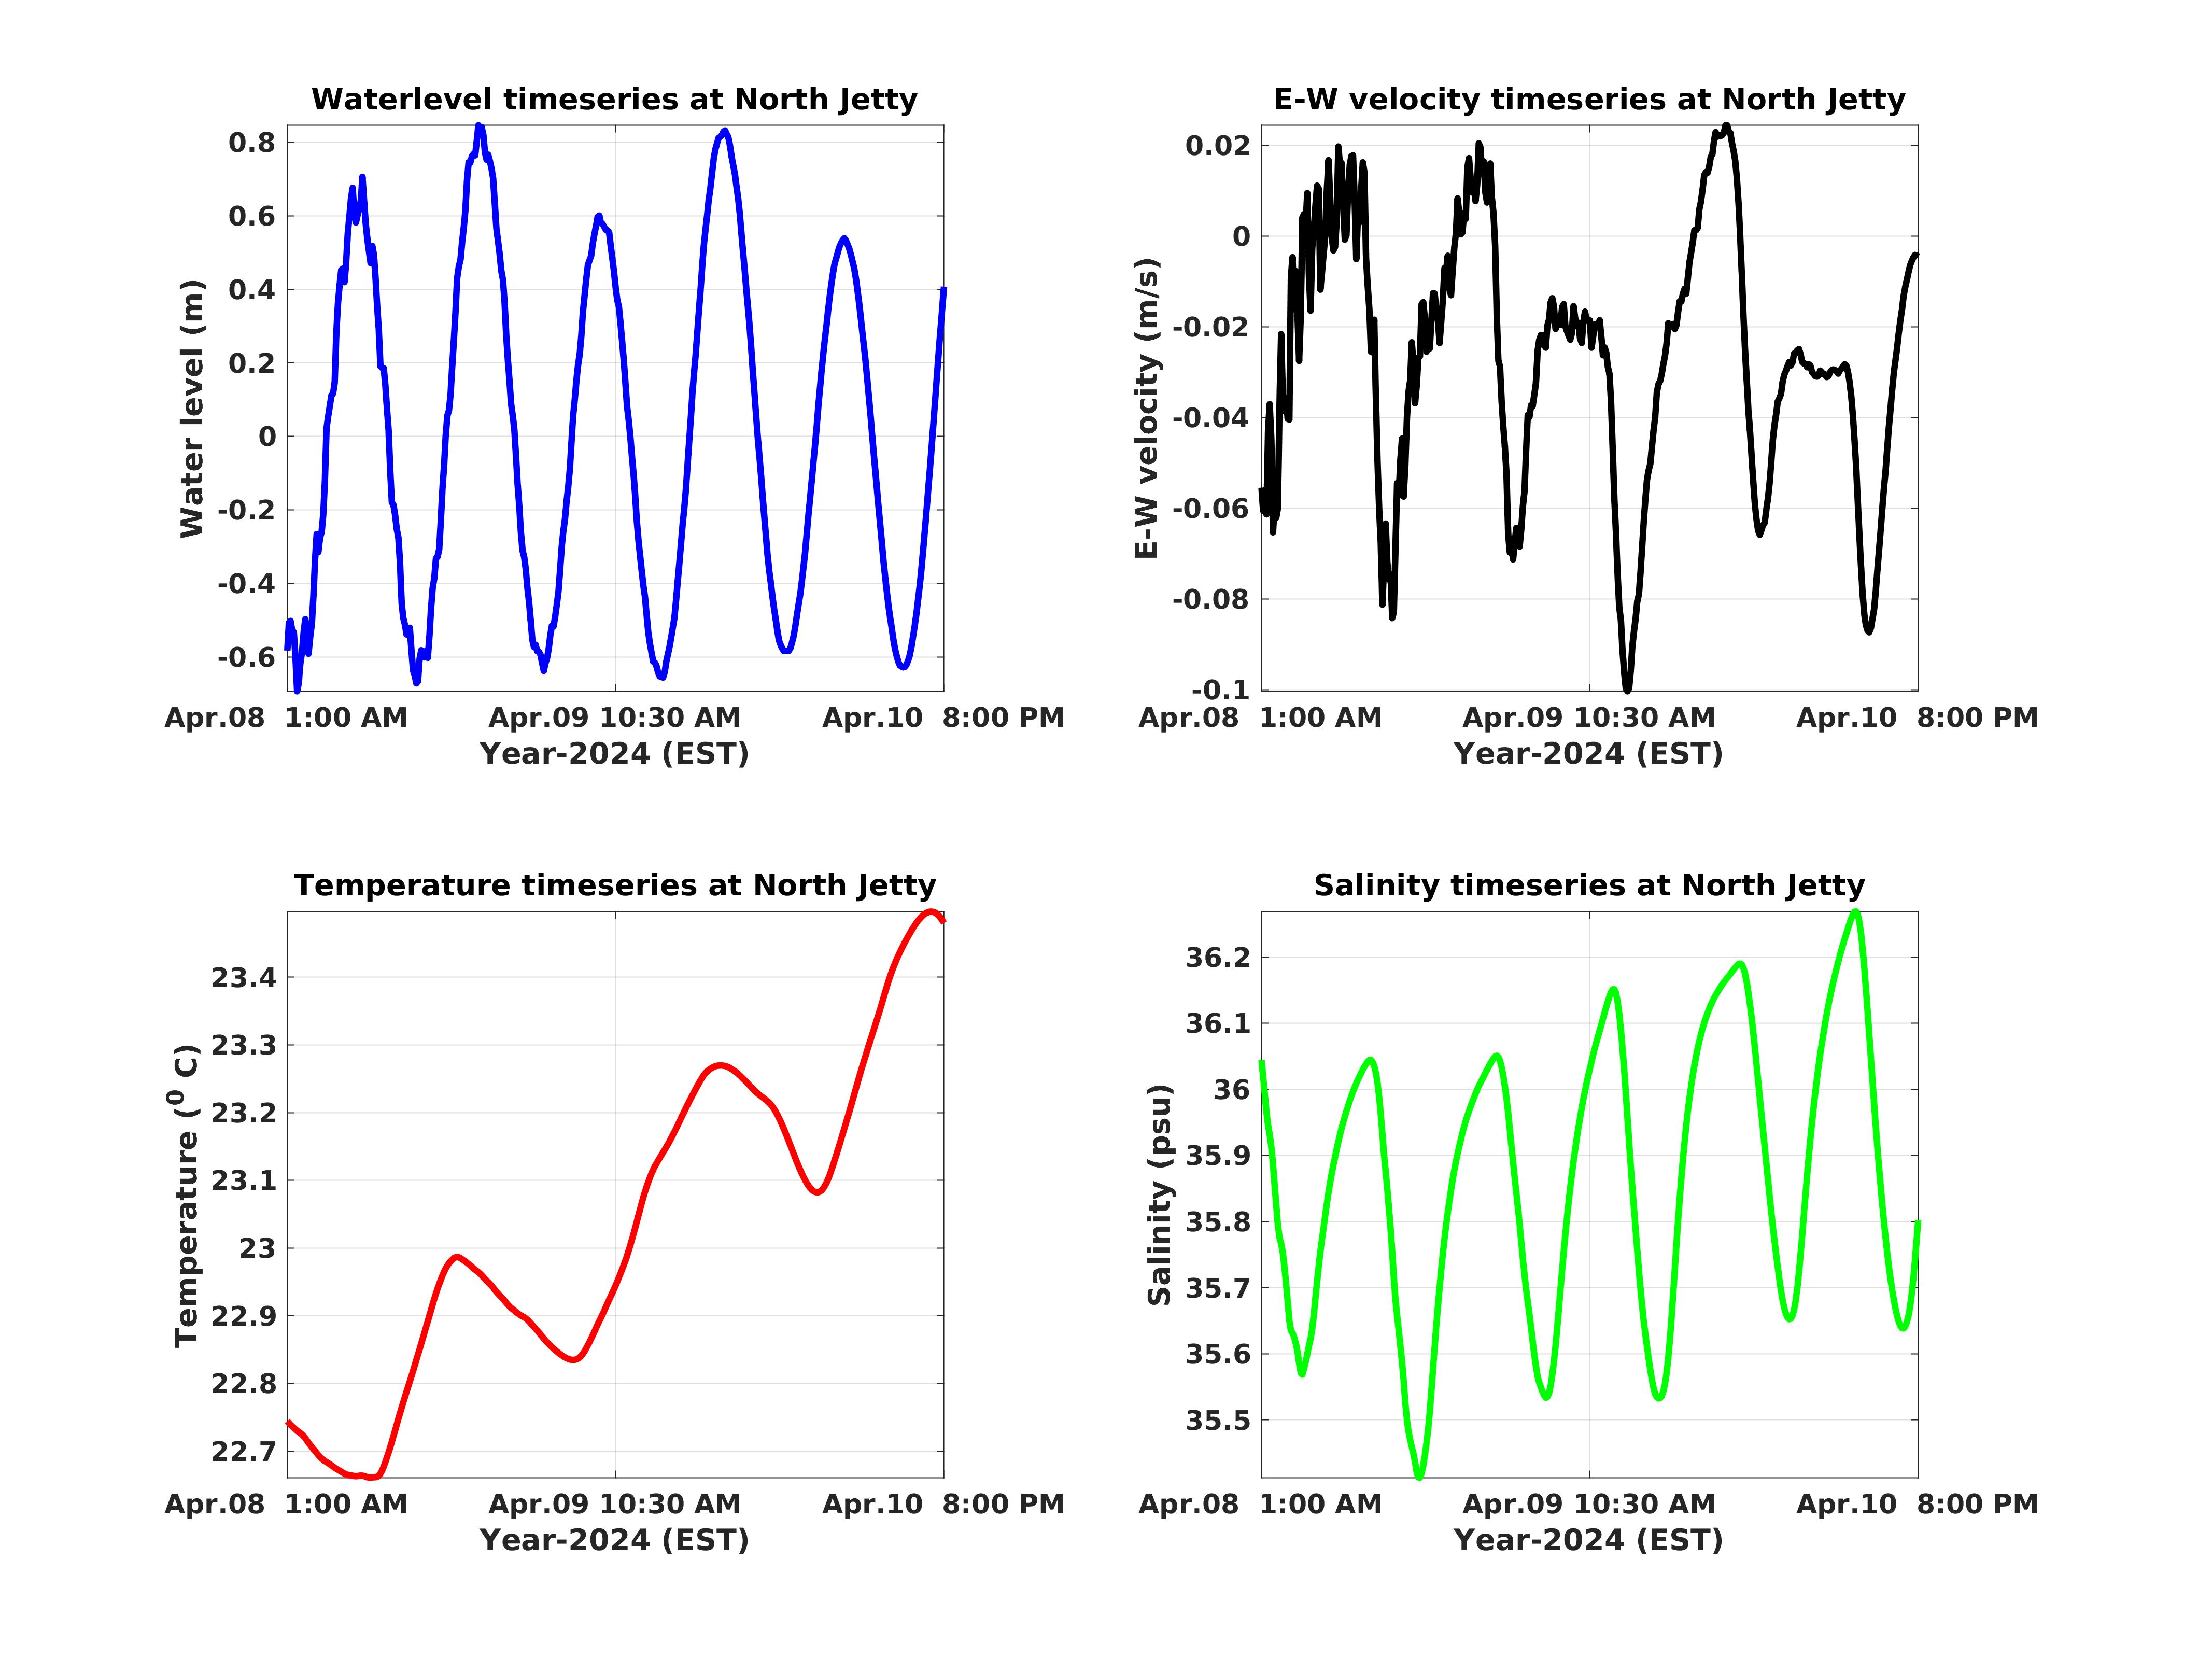 Waterlevel timeseries at North Jetty
0.8
0.6
0.4
0.2
0
-0.2
-0.4
-0.6
Water level (m)
Apr.08 1:00 AM Apr.09 10:30 AM Apr.10 8:00 PM
Year-2024 (EST)
E-W velocity timeseries at North Jetty
0.02
0
-0.02
-0.04
-0.06
-0.08
-0.1
E-W velocity (m/s)
Apr.08 1:00 AM Apr.09 10:30 AM Apr.10 8:00 PM
Year-2024 (EST)
Temperature timeseries at North Jetty
23.4
23.3
23.2
23.1
23
22.9
22.8
22.7
Temperature (⁰ C)
Apr.08 1:00 AM Apr.09 10:30 AM Apr.10 8:00 PM
Year-2024 (EST)
Salinity timeseries at North Jetty
36.2
36.1
36
35.9
35.8
35.7
35.6
35.5
Salinity (psu)
Apr.08 1:00 AM Apr.09 10:30 AM Apr.10 8:00 PM
Year-2024 (EST)